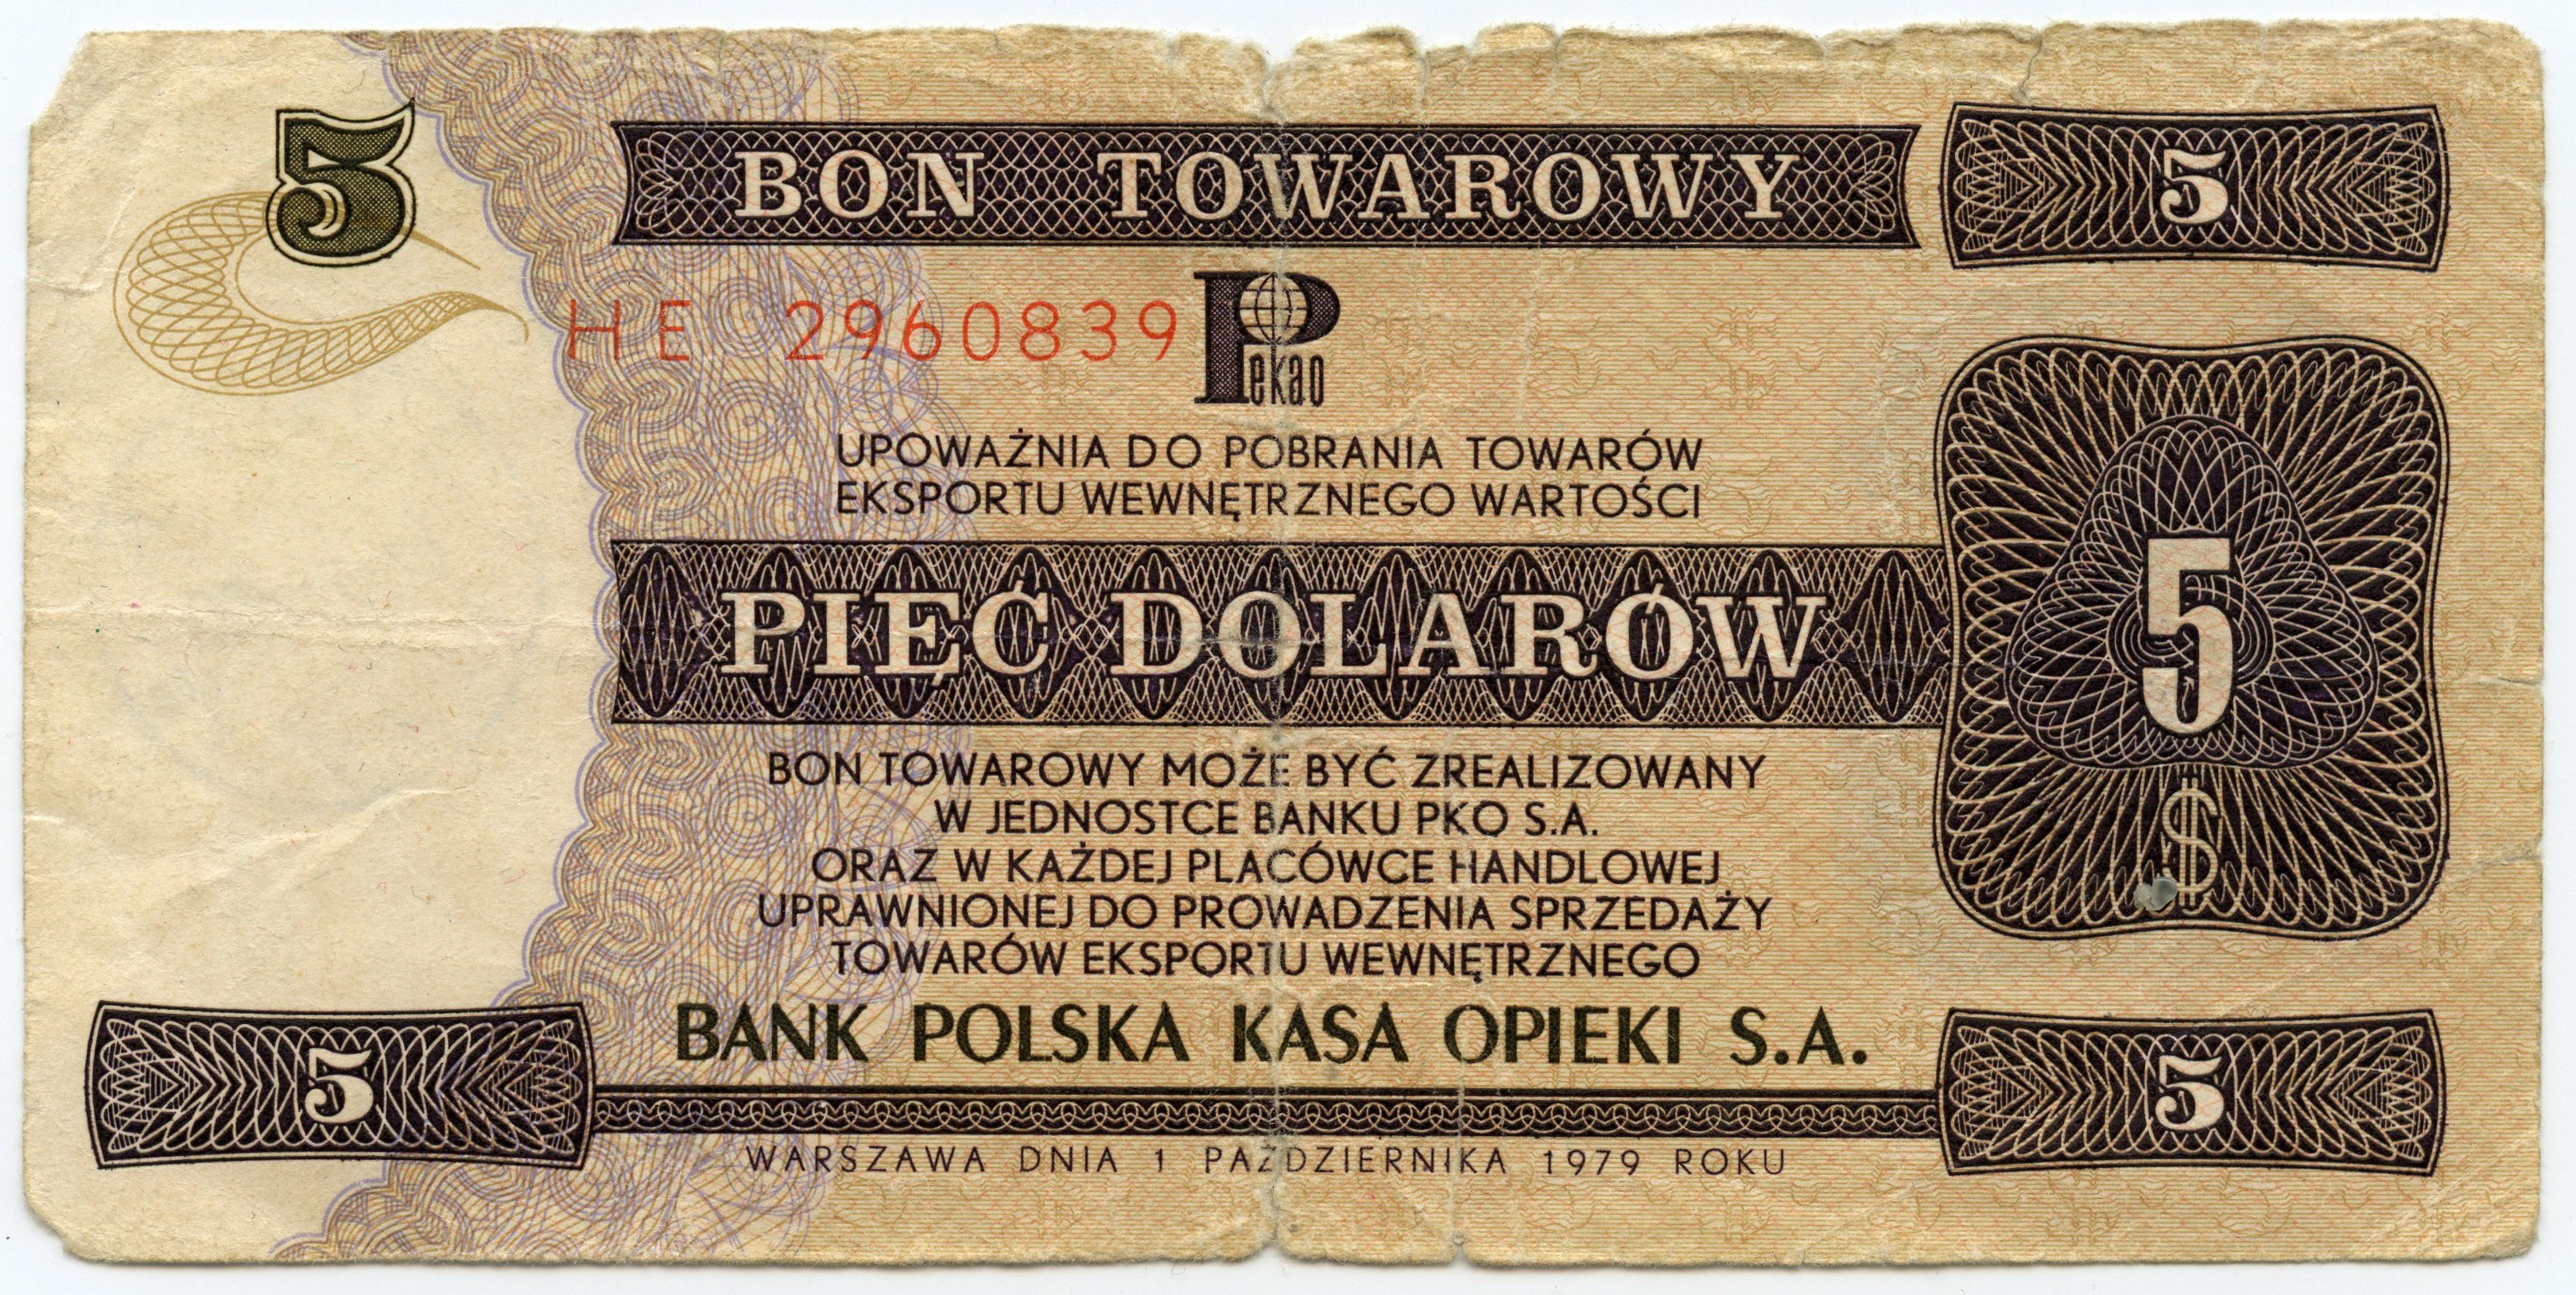 5
BON TOWAROWY
5
HE 2960839
Pekao
UPOWAŻNIA DO POBRANIA TOWARÓW
EKSPORTU WEWNĘTRZNEGO WARTOŚCI
PIĘĆ DOLARÓW
5
$
BON TOWAROWY MOŻE BYĆ ZREALIZOWANY
W JEDNOSTCE BANKU PKO S.A.
ORAZ W KAŻDEJ PLACÓWCE HANDLOWEJ
UPRAWNIONEJ DO PROWADZENIA SPRZEDAŻY
TOWARÓW EKSPORTU WEWNĘTRZNEGO
BANK POLSKA KASA OPIEKI S.A.
5
5
WARSZAWA DNIA 1 PAŹDZIERNIKA 1979 ROKU